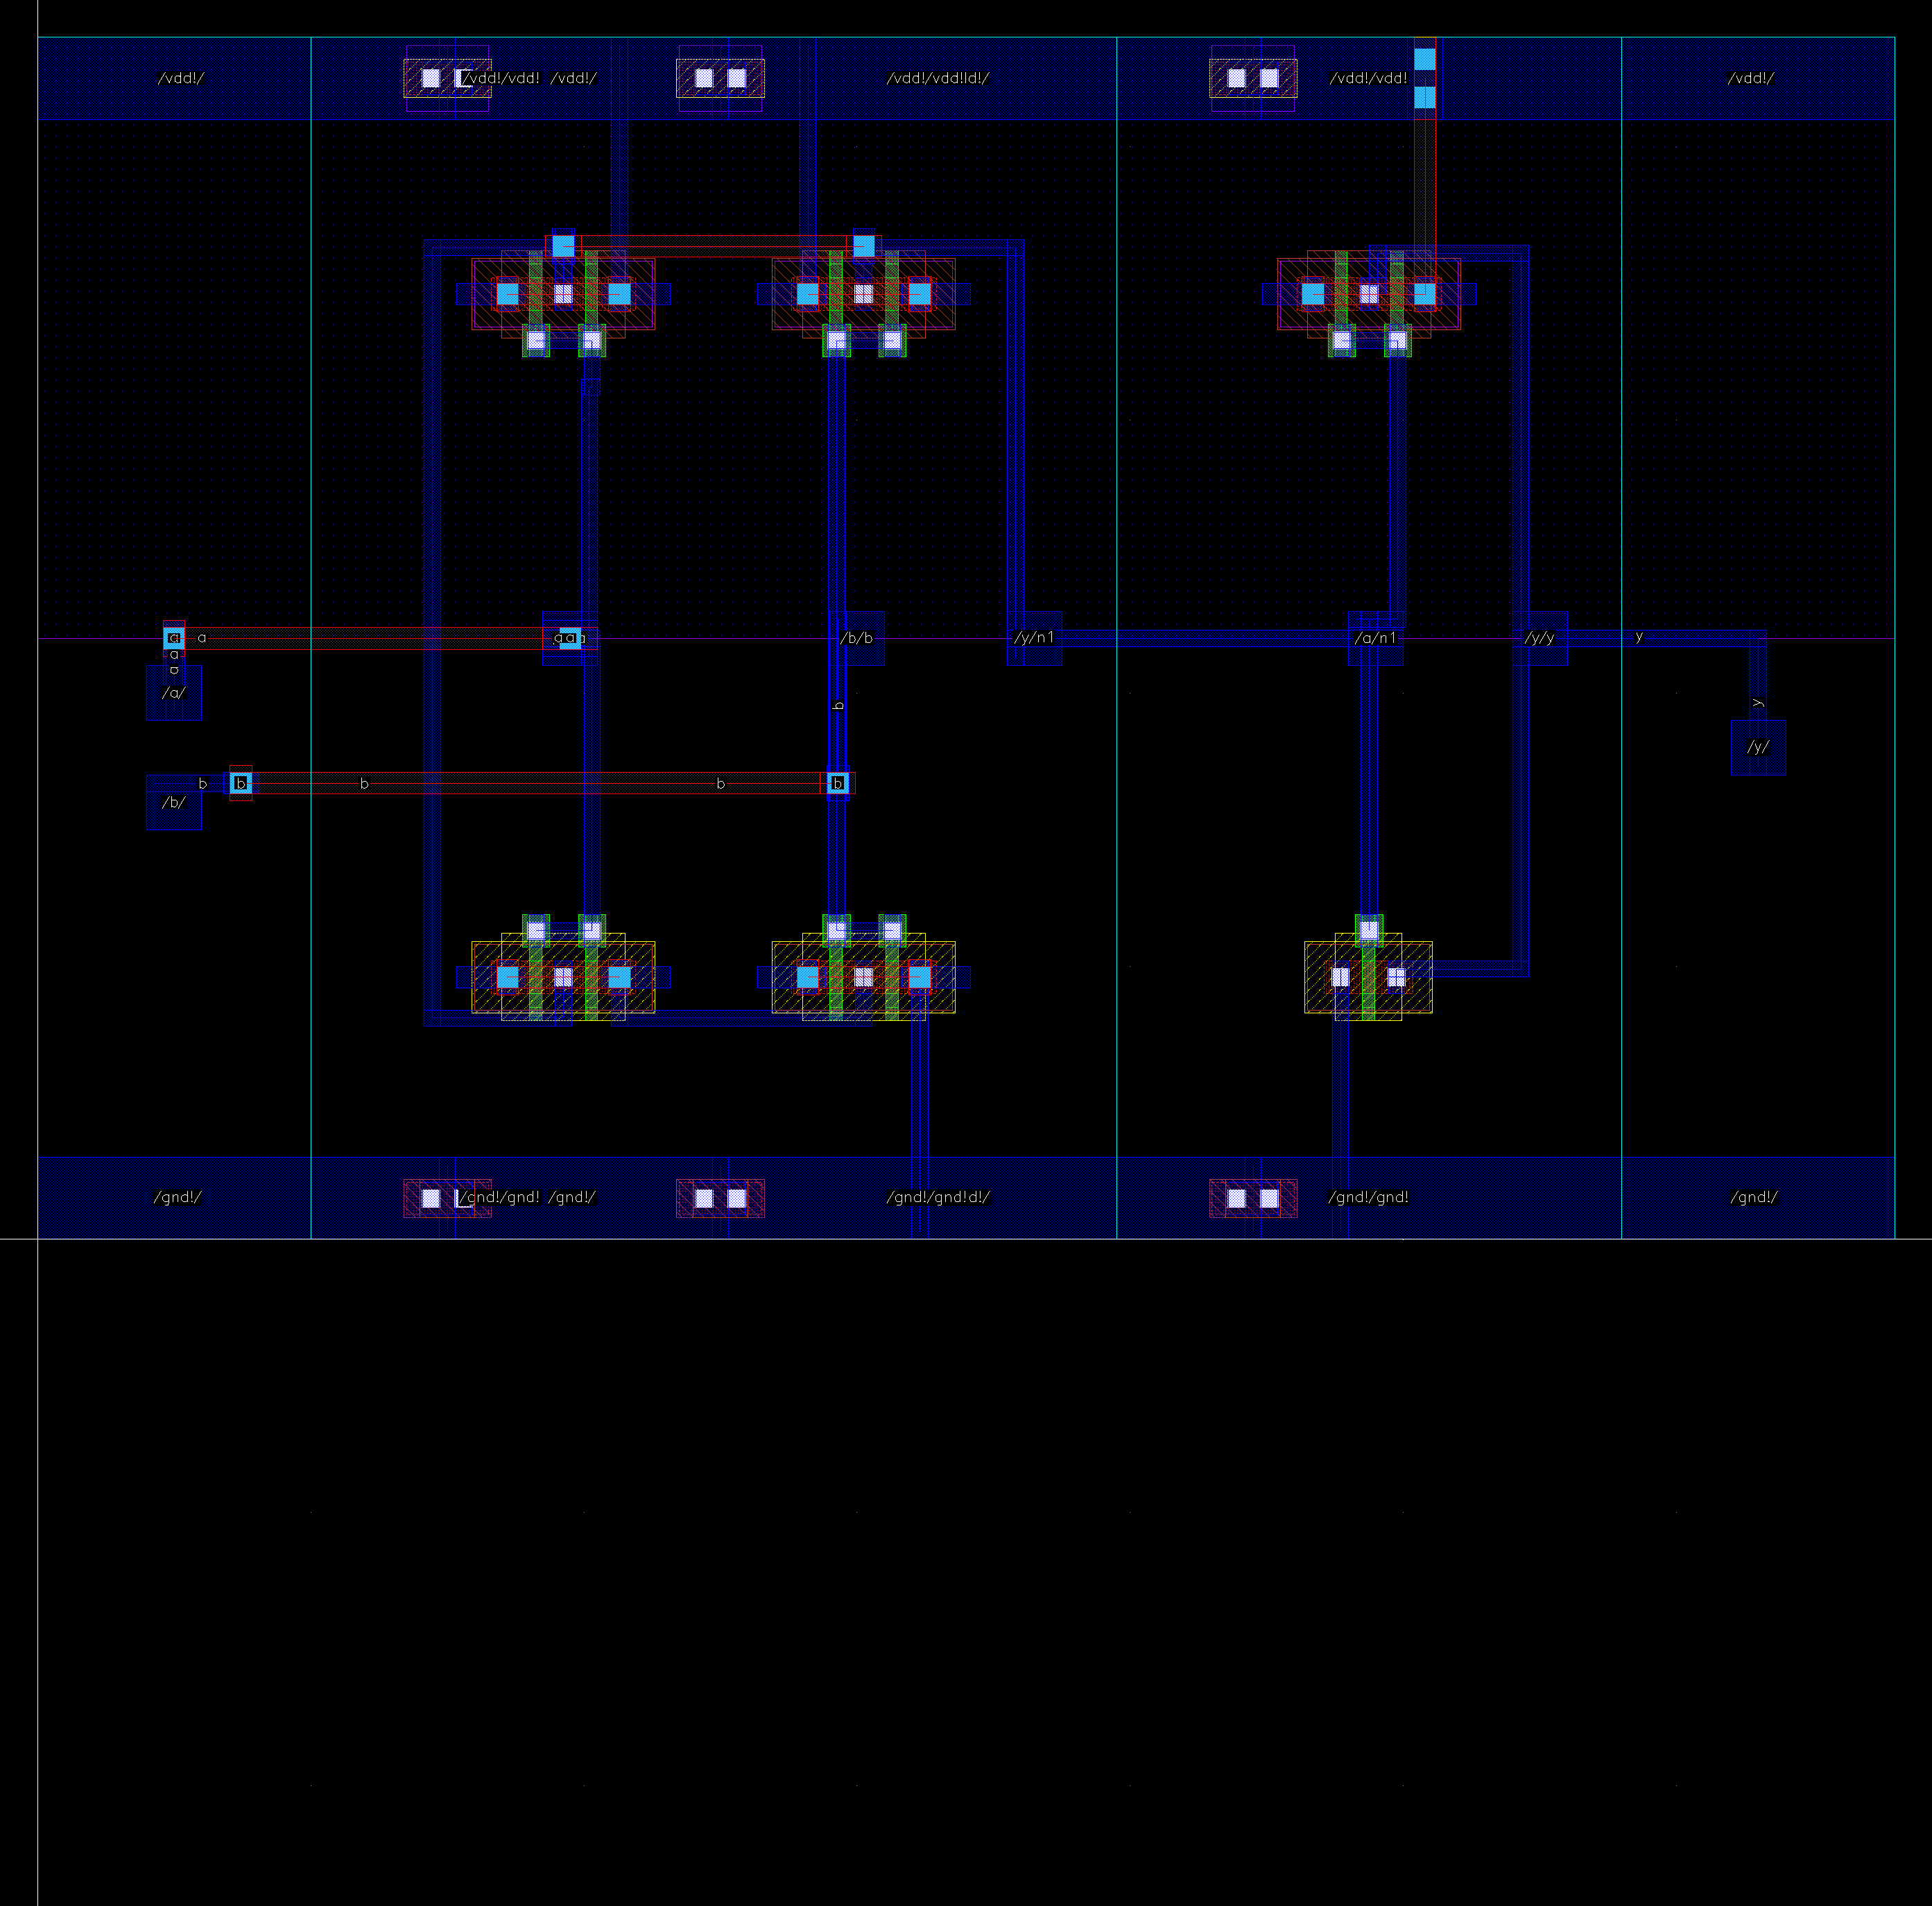 /vdd!/
/vdd!/vdd!
/vdd!/
/vdd!/vdd!ld!/
/vdd!/vdd!
/vdd!/
a
a
a
a
/b/b
/y/n1
/a/n1
/y/y
y
a
a
/a/
b
y
/y/
b
b
b
b
b
/b/
/gnd!/
/gnd!/gnd!
/gnd!/
/gnd!/gnd!d!/
/gnd!/gnd!
/gnd!/